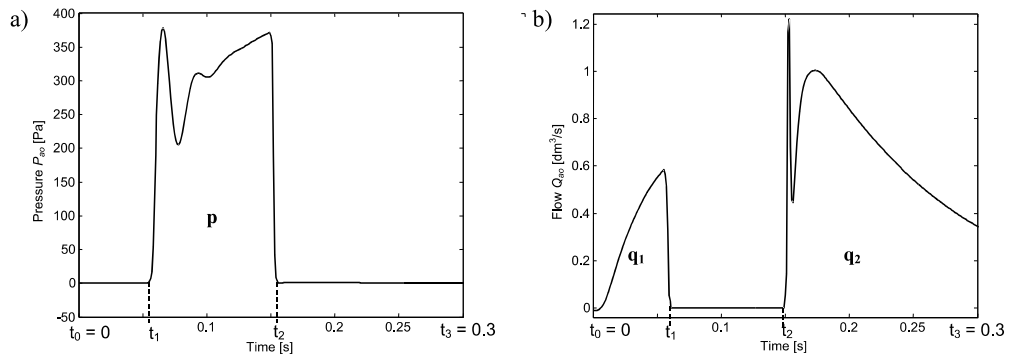 a)
400
350
300
250
200
150
100
50
0
-50
Pressure Pao [Pa]
p
t0 = 0
t1
0.1
t2
0.2
0.25
t3 = 0.3
Time [s]
b)
1.2
1
0.8
0.6
0.4
0.2
0
Flow Qao [dm³/s]
q1
q2
t0 = 0
t1
0.1
t2
0.2
0.25
t3 = 0.3
Time [s]